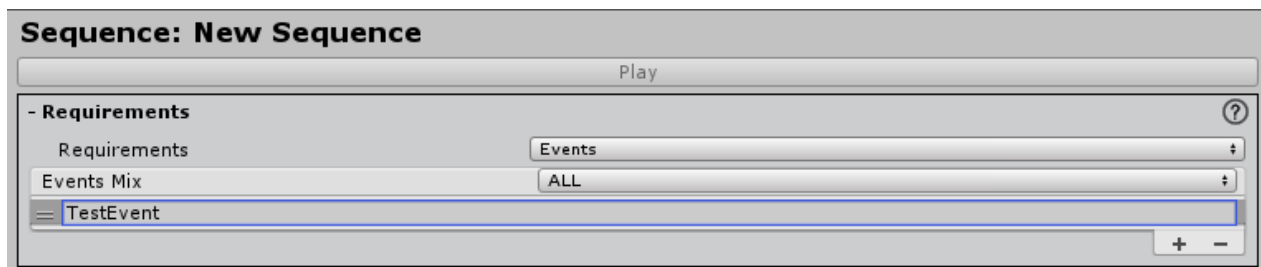 Sequence: New Sequence
Play
- Requirements ?
Requirements Events
Events Mix ALL
= TestEvent
+ -